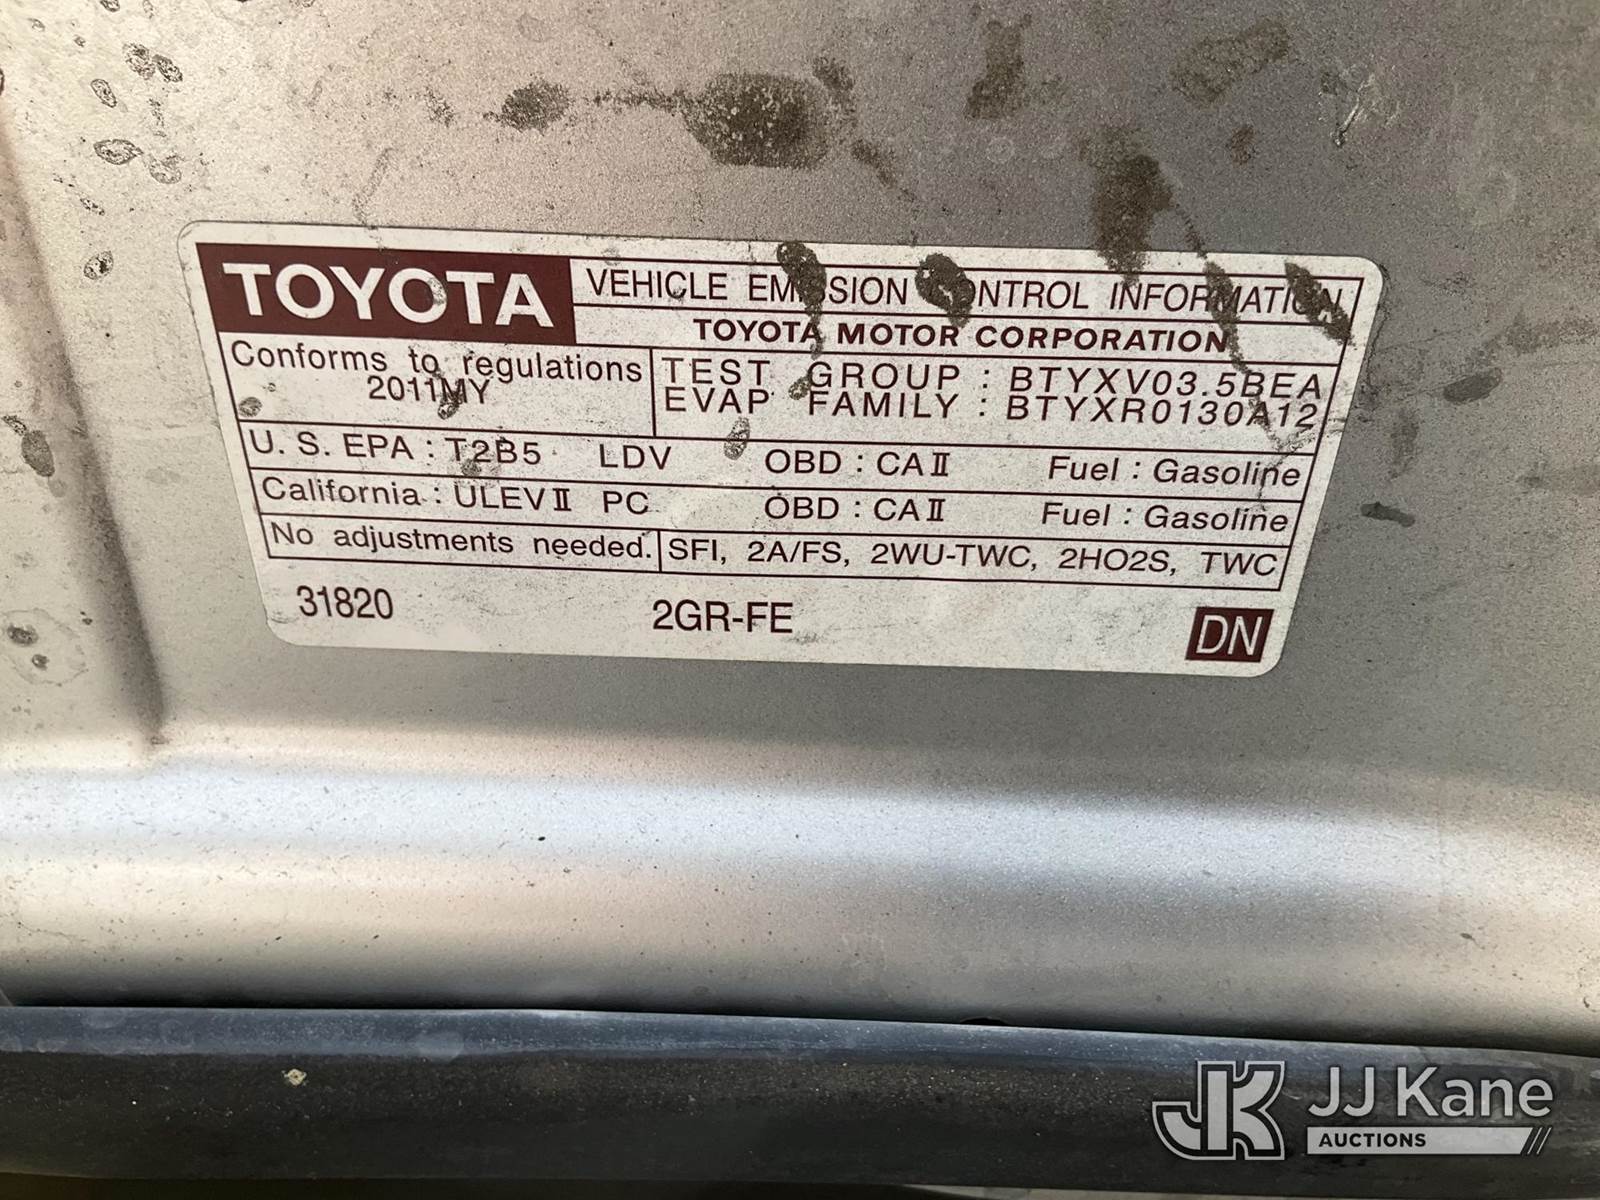 TOYOTA
VEHICLE EMISSION CONTROL INFORMATION
TOYOTA MOTOR CORPORATION
Conforms to regulations
2011MY
TEST GROUP : BTYXV03.5BEA
EVAP FAMILY : BTYXR0130A12
U. S. EPA : T2B5 LDV OBD : CAⅡ Fuel : Gasoline
California : ULEVⅡ PC OBD : CAⅡ Fuel : Gasoline
No adjustments needed. SFI, 2A/FS, 2WU-TWC, 2HO2S, TWC
31820 2GR-FE DN
JK JJ Kane
AUCTIONS